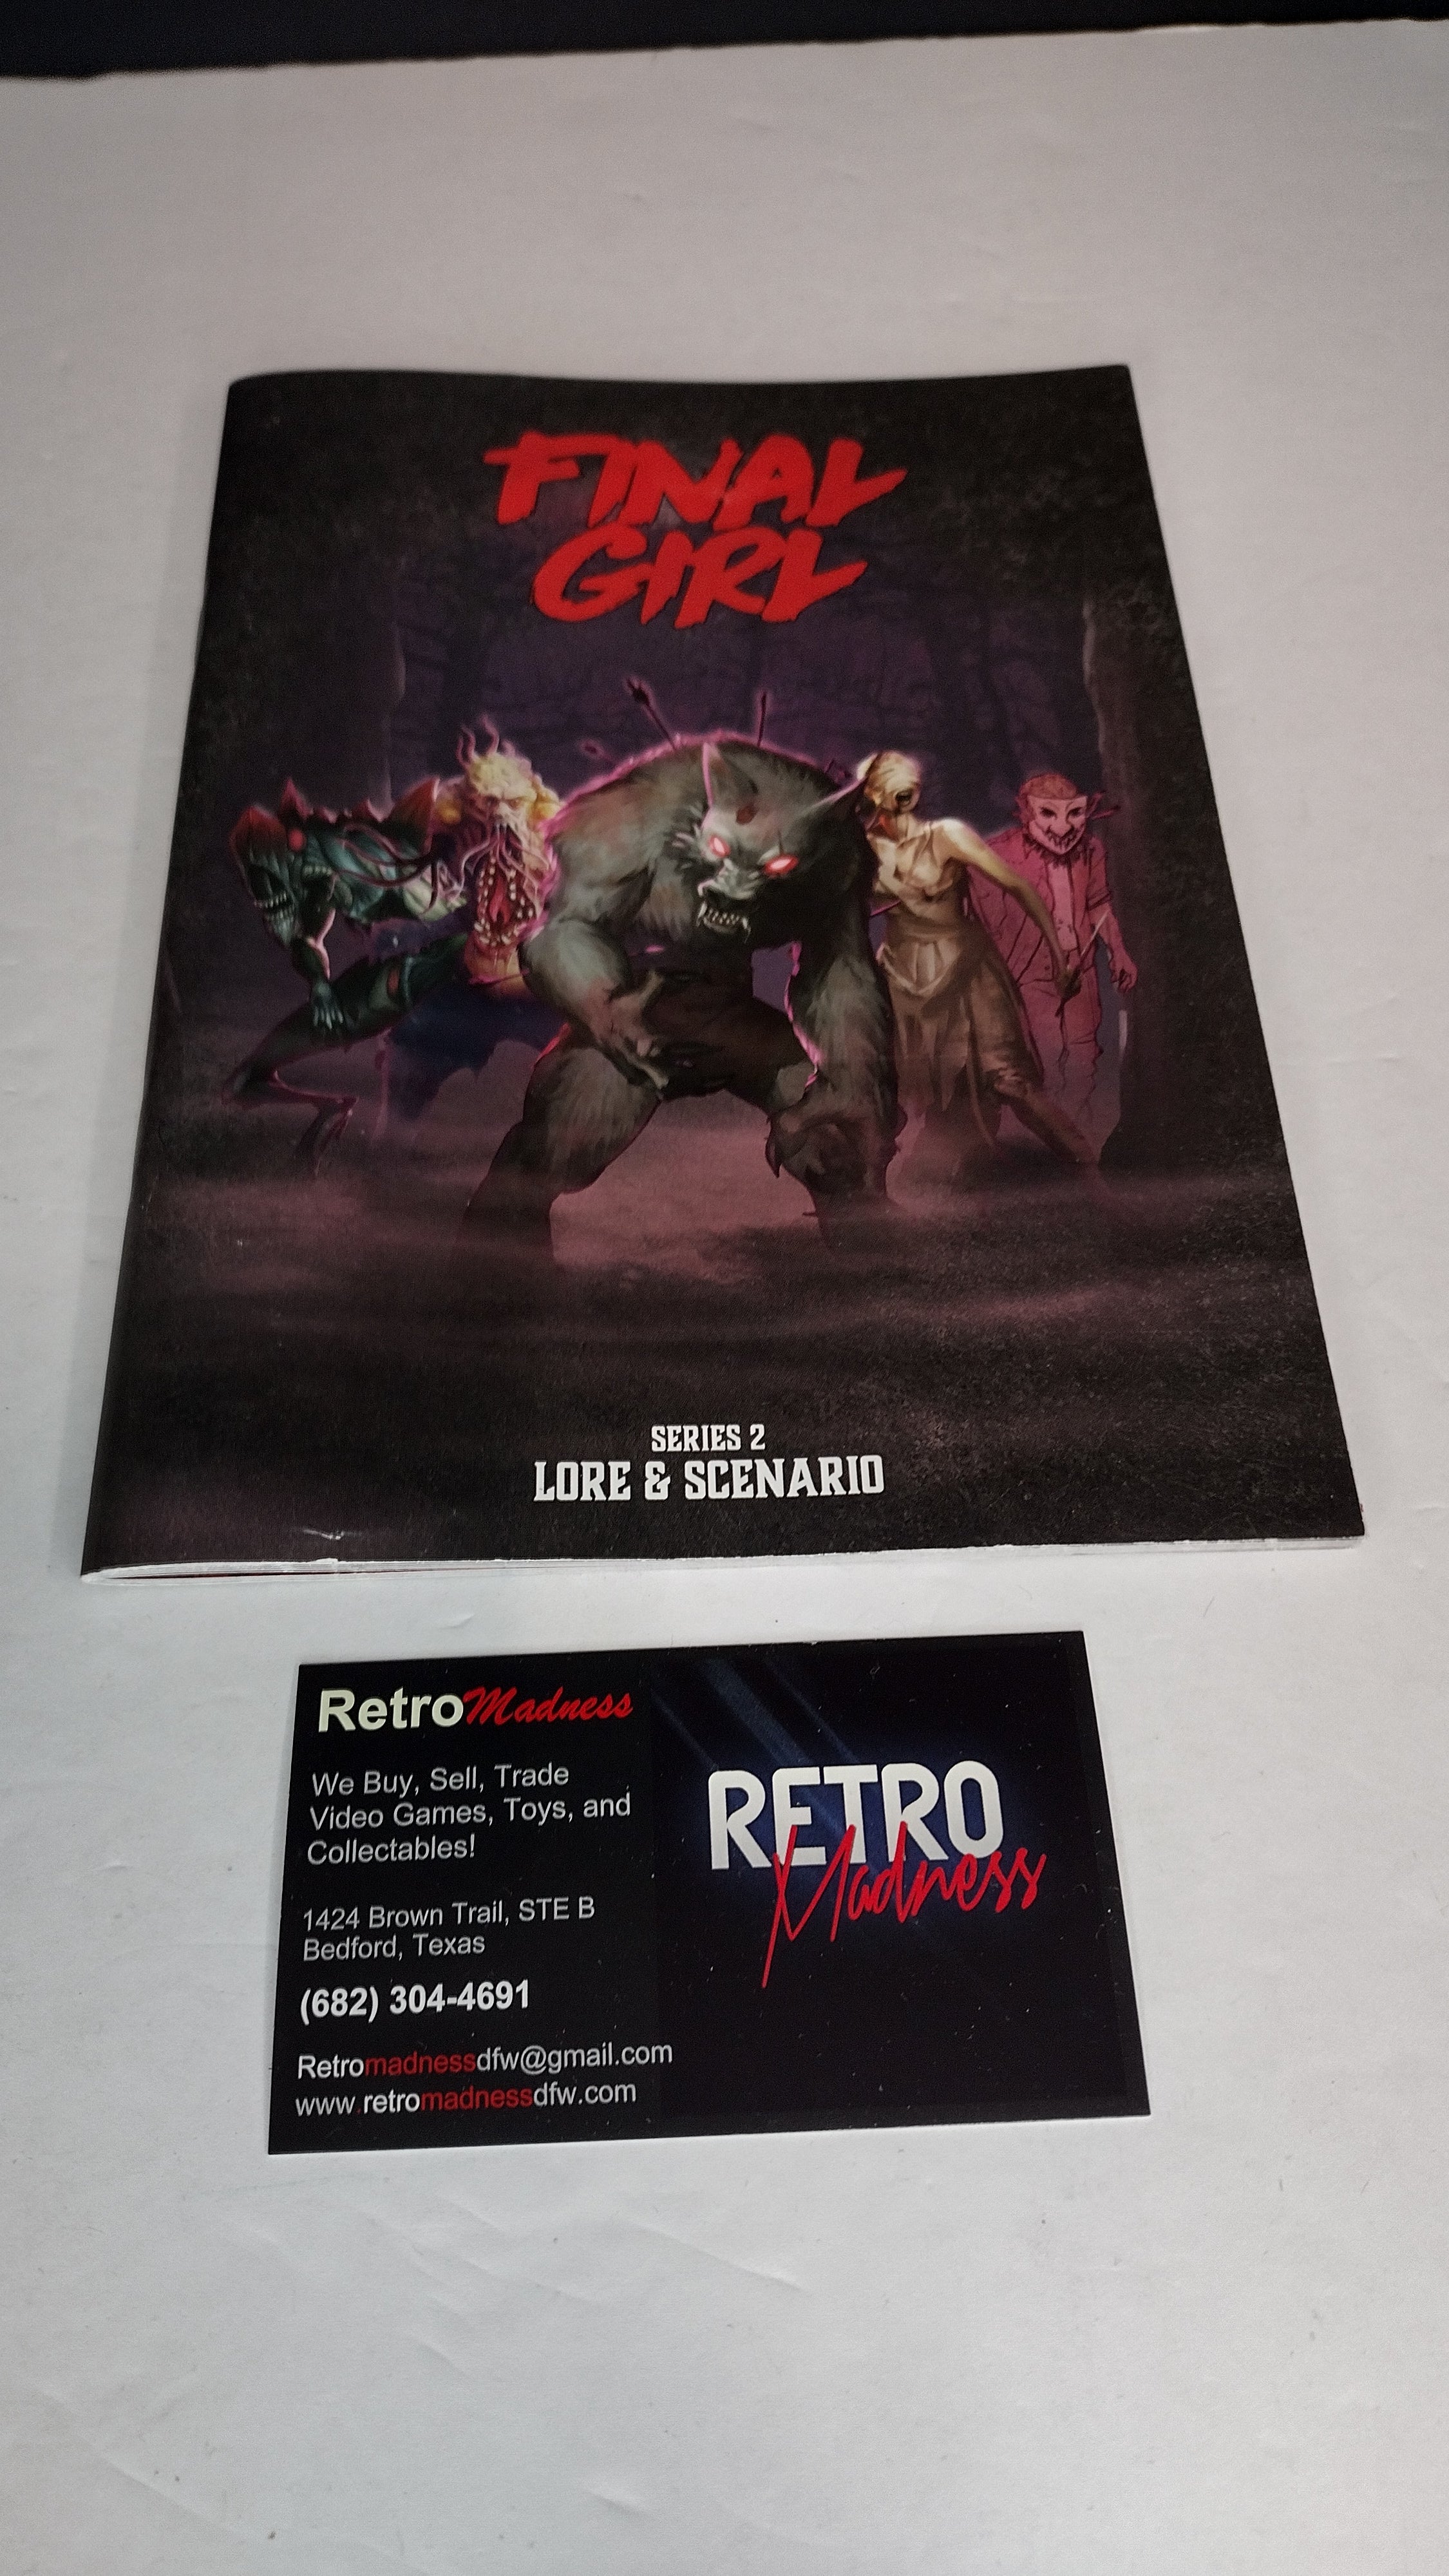 FINAL
GIRL
SERIES 2
LORE & SCENARIO
RetroMadness
We Buy, Sell, Trade
Video Games, Toys, and
Collectables!
1424 Brown Trail, STE B
Bedford, Texas
(682) 304-4691
Retromadnessdfw@gmail.com
www.retromadnessdfw.com
RETRO
Madness